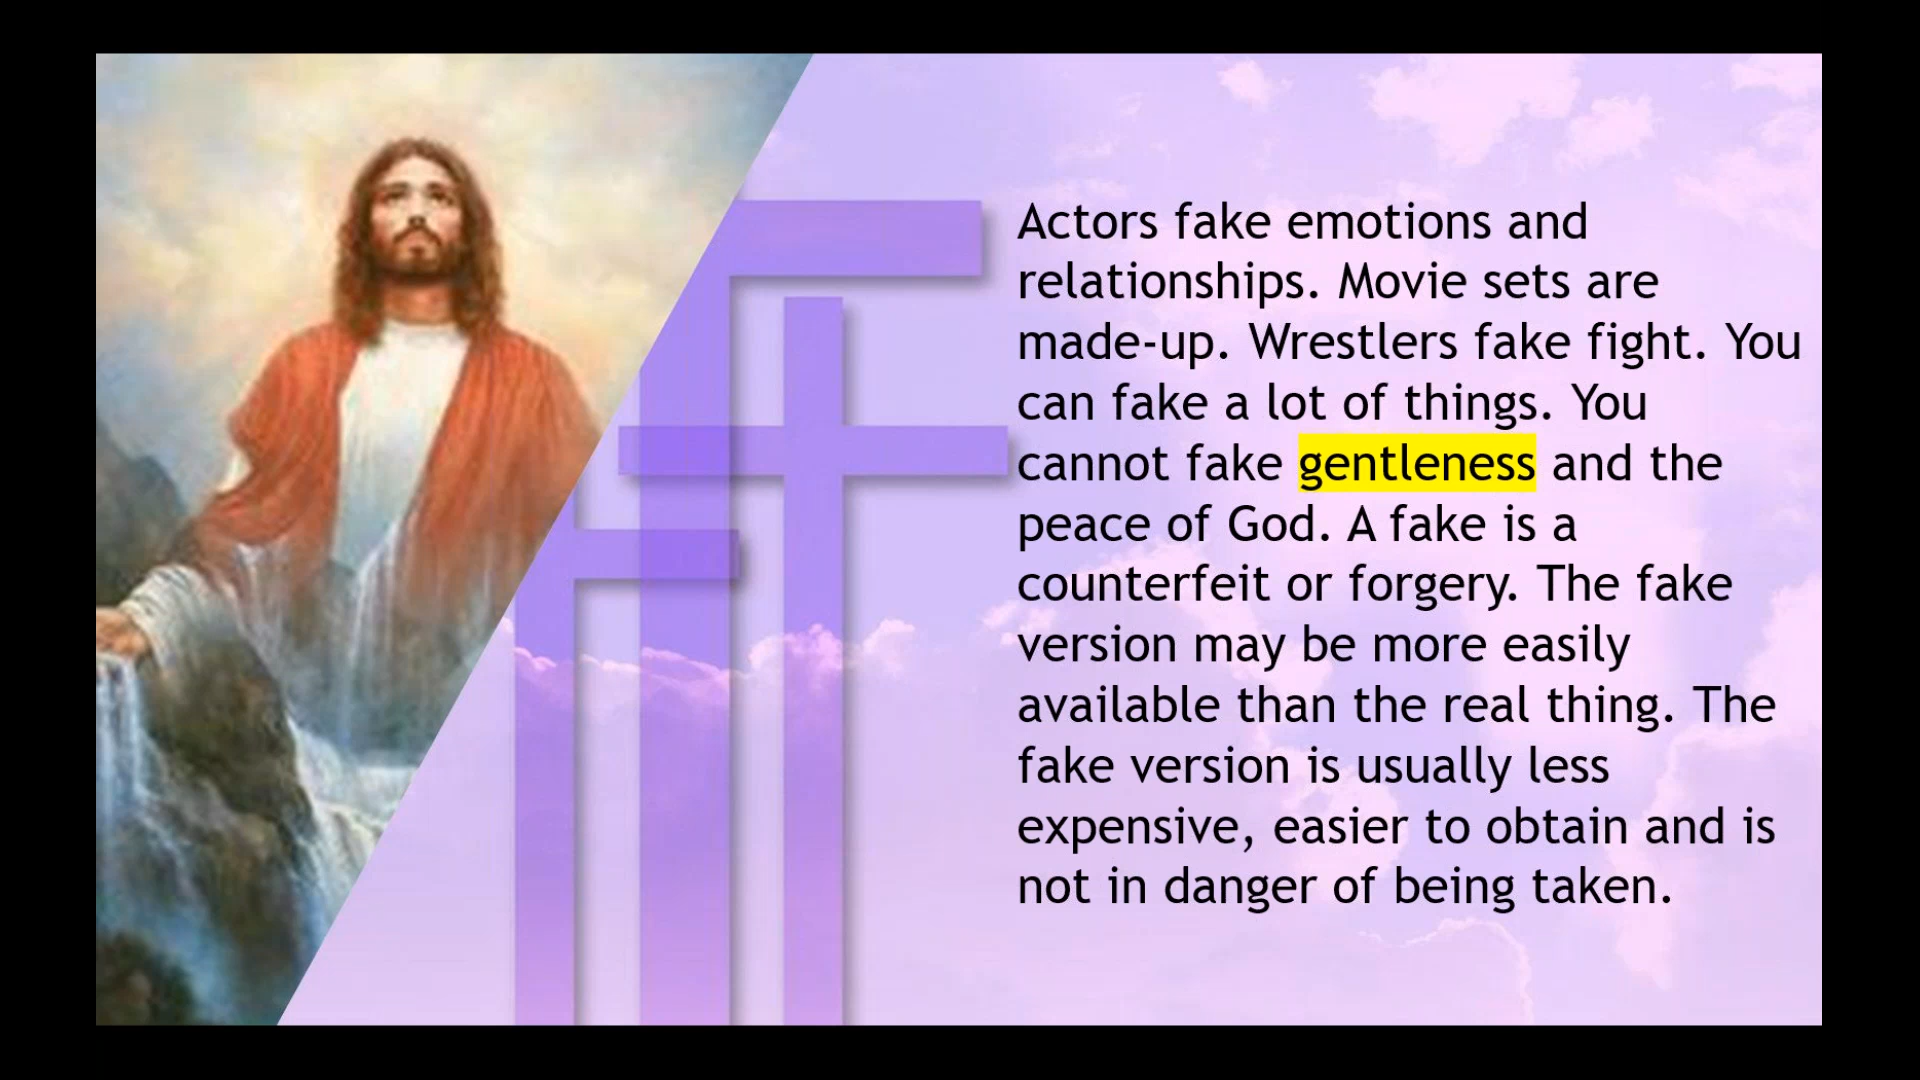 Actors fake emotions and
relationships. Movie sets are
made-up. Wrestlers fake fight. You
can fake a lot of things. You
cannot fake gentleness and the
peace of God. A fake is a
counterfeit or forgery. The fake
version may be more easily
available than the real thing. The
fake version is usually less
expensive, easier to obtain and is
not in danger of being taken.